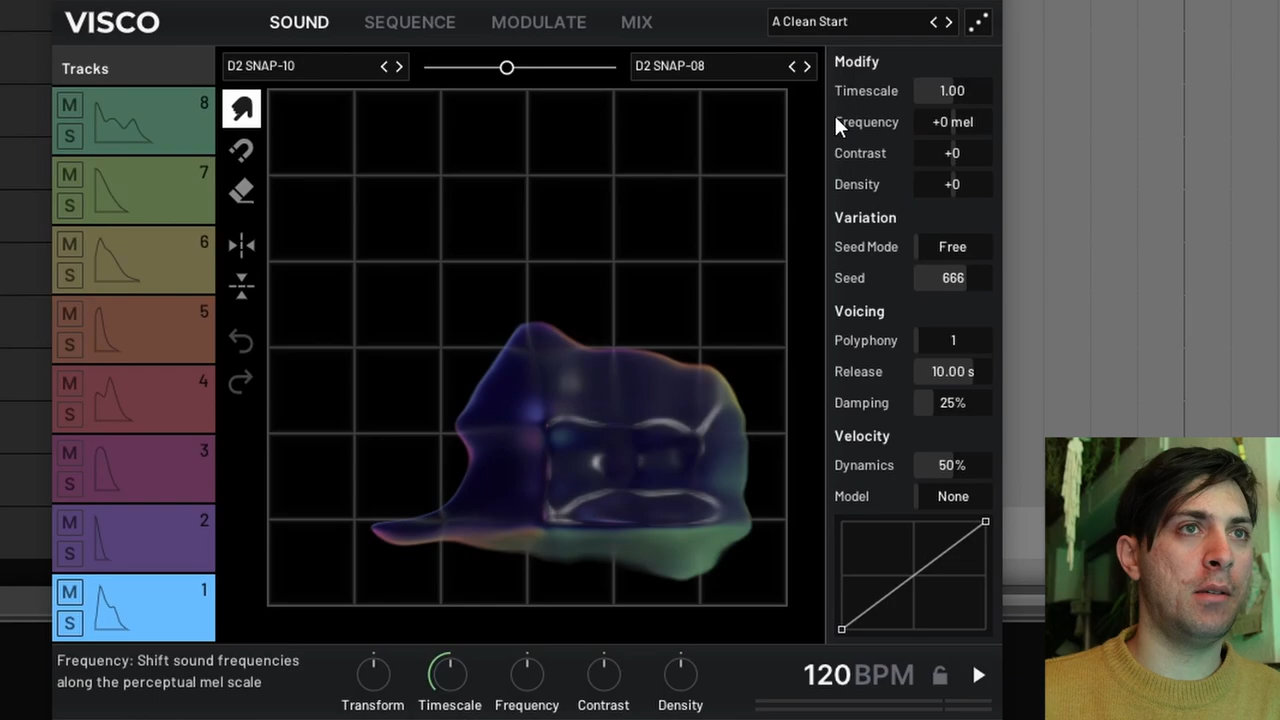 VISCO
SOUND SEQUENCE MODULATE MIX
A Clean Start
Tracks
D2 SNAP-10
D2 SNAP-08
M S 8
M S 7
M S 6
M S 5
M S 4
M S 3
M S 2
M S 1
Modify
Timescale 1.00
Frequency +0 mel
Contrast +0
Density +0
Variation
Seed Mode Free
Seed 666
Voicing
Polyphony 1
Release 10.00 s
Damping 25%
Velocity
Dynamics 50%
Model None
Frequency: Shift sound frequencies
along the perceptual mel scale
Transform Timescale Frequency Contrast Density
120 BPM